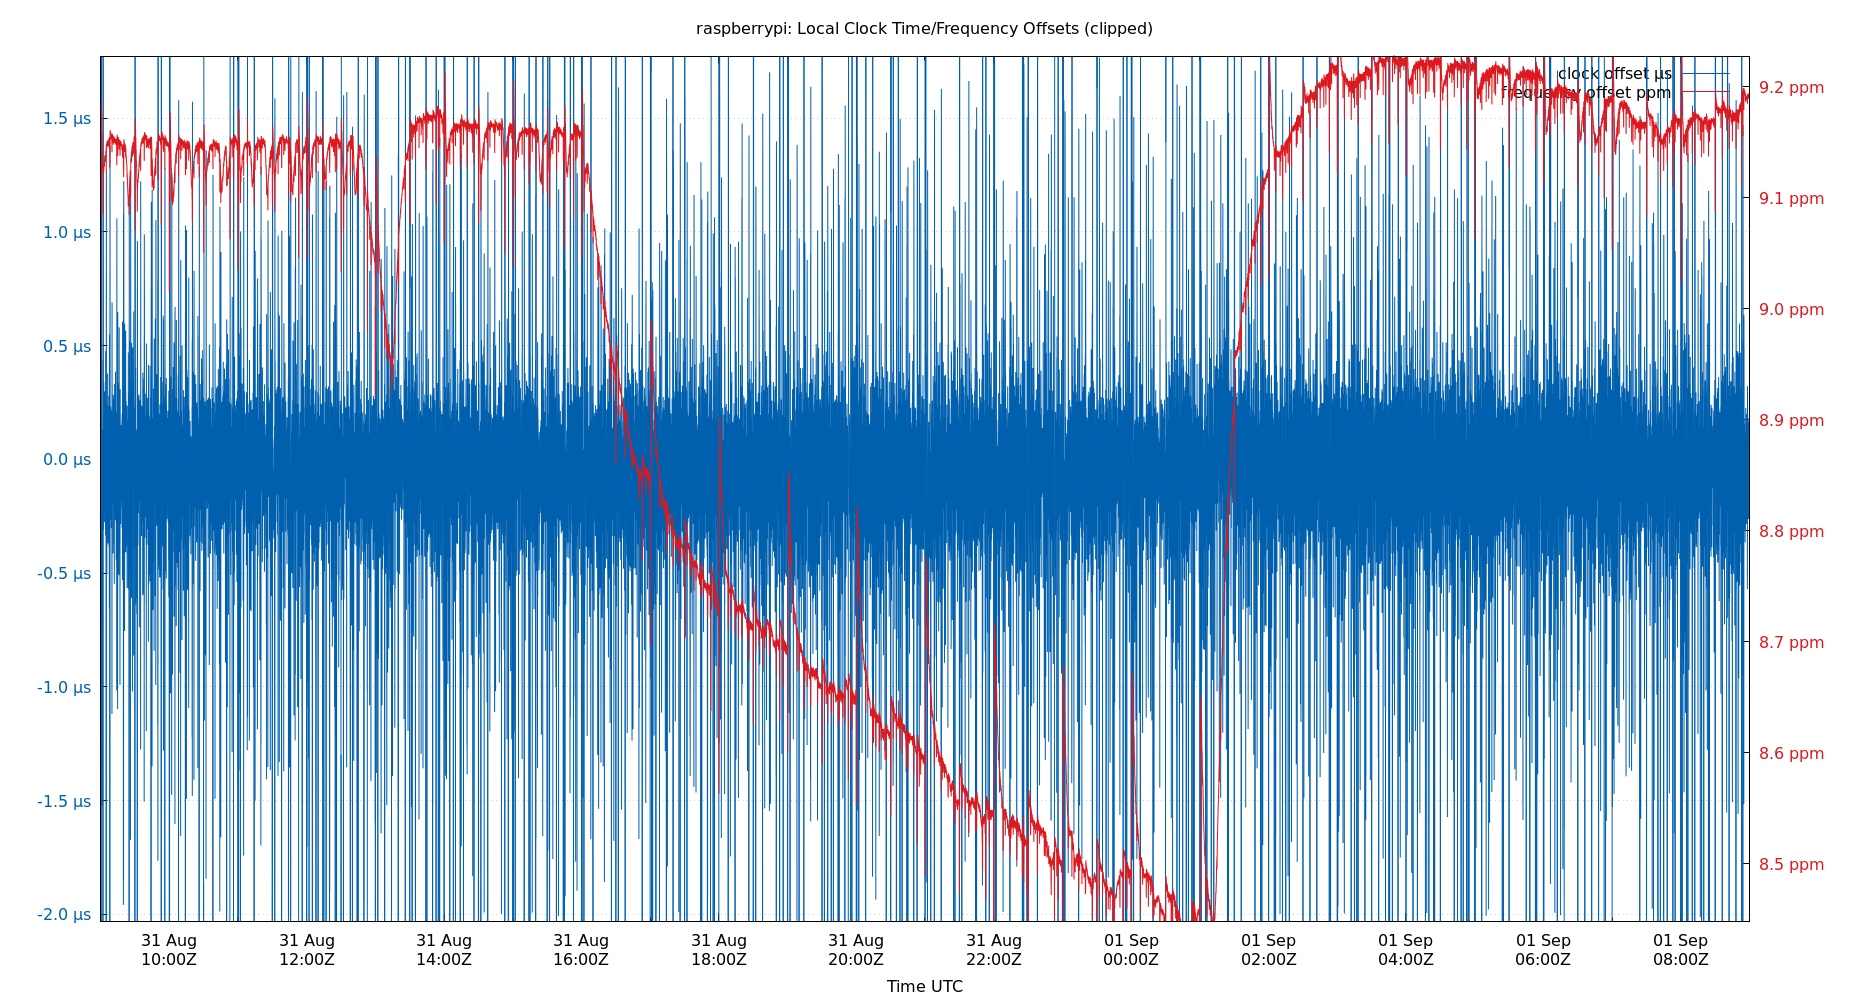 raspberrypi: Local Clock Time/Frequency Offsets (clipped)
clock offset µs
frequency offset ppm
1.5 µs
1.0 µs
0.5 µs
0.0 µs
-0.5 µs
-1.0 µs
-1.5 µs
-2.0 µs
9.2 ppm
9.1 ppm
9.0 ppm
8.9 ppm
8.8 ppm
8.7 ppm
8.6 ppm
8.5 ppm
31 Aug 31 Aug 31 Aug 31 Aug 31 Aug 31 Aug 31 Aug 01 Sep 01 Sep 01 Sep 01 Sep 01 Sep
10:00Z 12:00Z 14:00Z 16:00Z 18:00Z 20:00Z 22:00Z 00:00Z 02:00Z 04:00Z 06:00Z 08:00Z
Time UTC